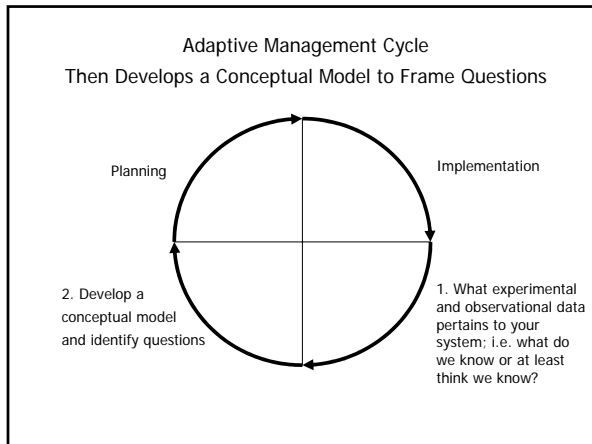 Adaptive Management Cycle
Then Develops a Conceptual Model to Frame Questions
Planning
Implementation
2. Develop a
conceptual model
and identify questions
1. What experimental
and observational data
pertains to your
system; i.e. what do
we know or at least
think we know?